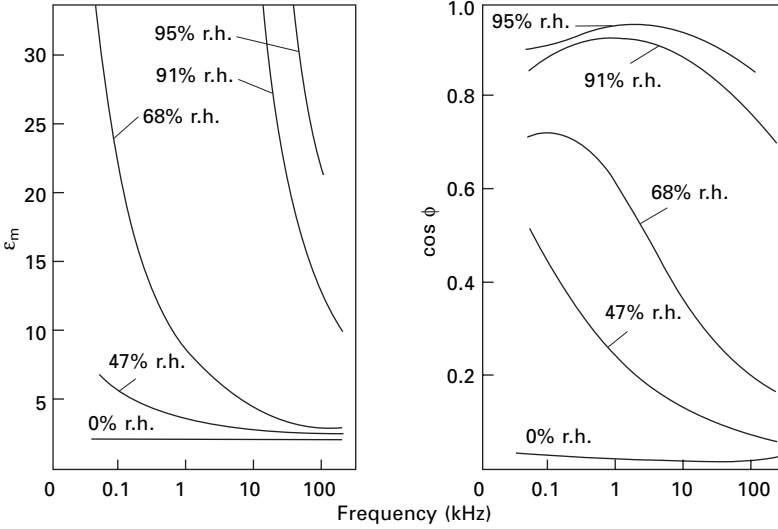 30
25
20
15
10
5
0
0.1
1
10
100
εm
95% r.h.
91% r.h.
68% r.h.
47% r.h.
0% r.h.
1.0
0.8
0.6
0.4
0.2
0
0.1
1
10
100
cos ϕ
95% r.h.
91% r.h.
68% r.h.
47% r.h.
0% r.h.
Frequency (kHz)